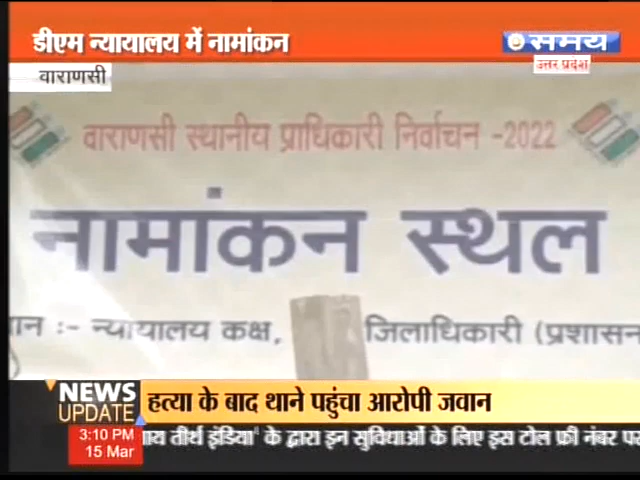 डीएम न्यायालय में नामांकन
समय
उत्तर प्रदेश
वाराणसी
वाराणसी स्थानीय प्राधिकारी निर्वाचन -2022
नामांकन स्थल
न्यायालय कक्ष, जिलाधिकारी (प्रशासन
NEWS
UPDATE
हत्या के बाद थाने पहुंचा आरोपी जवान
3:10 PM
15 Mar
तीर्थ इंडिया" के द्वारा इन सुविधाओं के लिए इस टोल फ्री नंबर पर